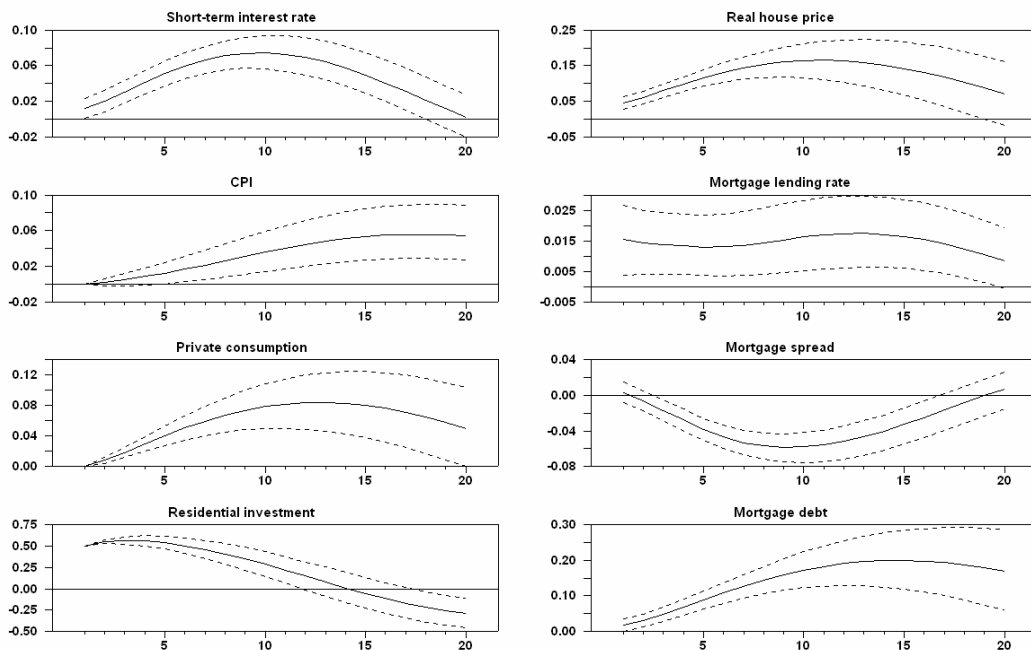 Short-term interest rate
0.10
0.06
0.02
-0.02
5 10 15 20
Real house price
0.25
0.15
0.05
-0.05
5 10 15 20
CPI
0.10
0.06
0.02
-0.02
5 10 15 20
Mortgage lending rate
0.025
0.015
0.005
-0.005
5 10 15 20
Private consumption
0.12
0.08
0.04
0.00
5 10 15 20
Mortgage spread
0.04
0.00
-0.04
-0.08
5 10 15 20
Residential investment
0.75
0.50
0.25
0.00
-0.25
-0.50
5 10 15 20
Mortgage debt
0.30
0.20
0.10
0.00
5 10 15 20